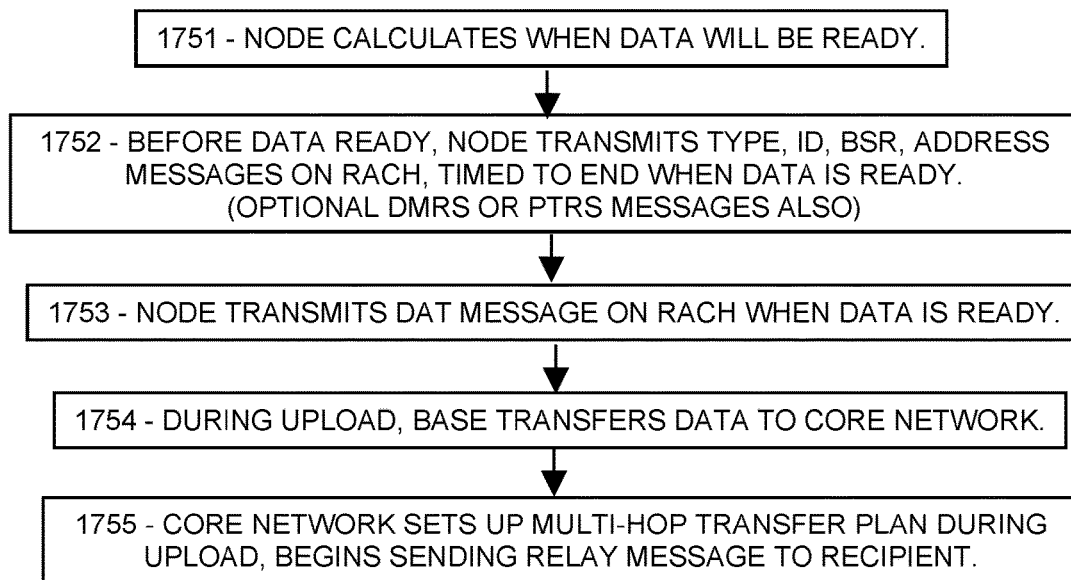 1751 - NODE CALCULATES WHEN DATA WILL BE READY.
1752 - BEFORE DATA READY, NODE TRANSMITS TYPE, ID, BSR, ADDRESS
MESSAGES ON RACH, TIMED TO END WHEN DATA IS READY.
(OPTIONAL DMRS OR PTRS MESSAGES ALSO)
1753 - NODE TRANSMITS DAT MESSAGE ON RACH WHEN DATA IS READY.
1754 - DURING UPLOAD, BASE TRANSFERS DATA TO CORE NETWORK.
1755 - CORE NETWORK SETS UP MULTI-HOP TRANSFER PLAN DURING
UPLOAD, BEGINS SENDING RELAY MESSAGE TO RECIPIENT.